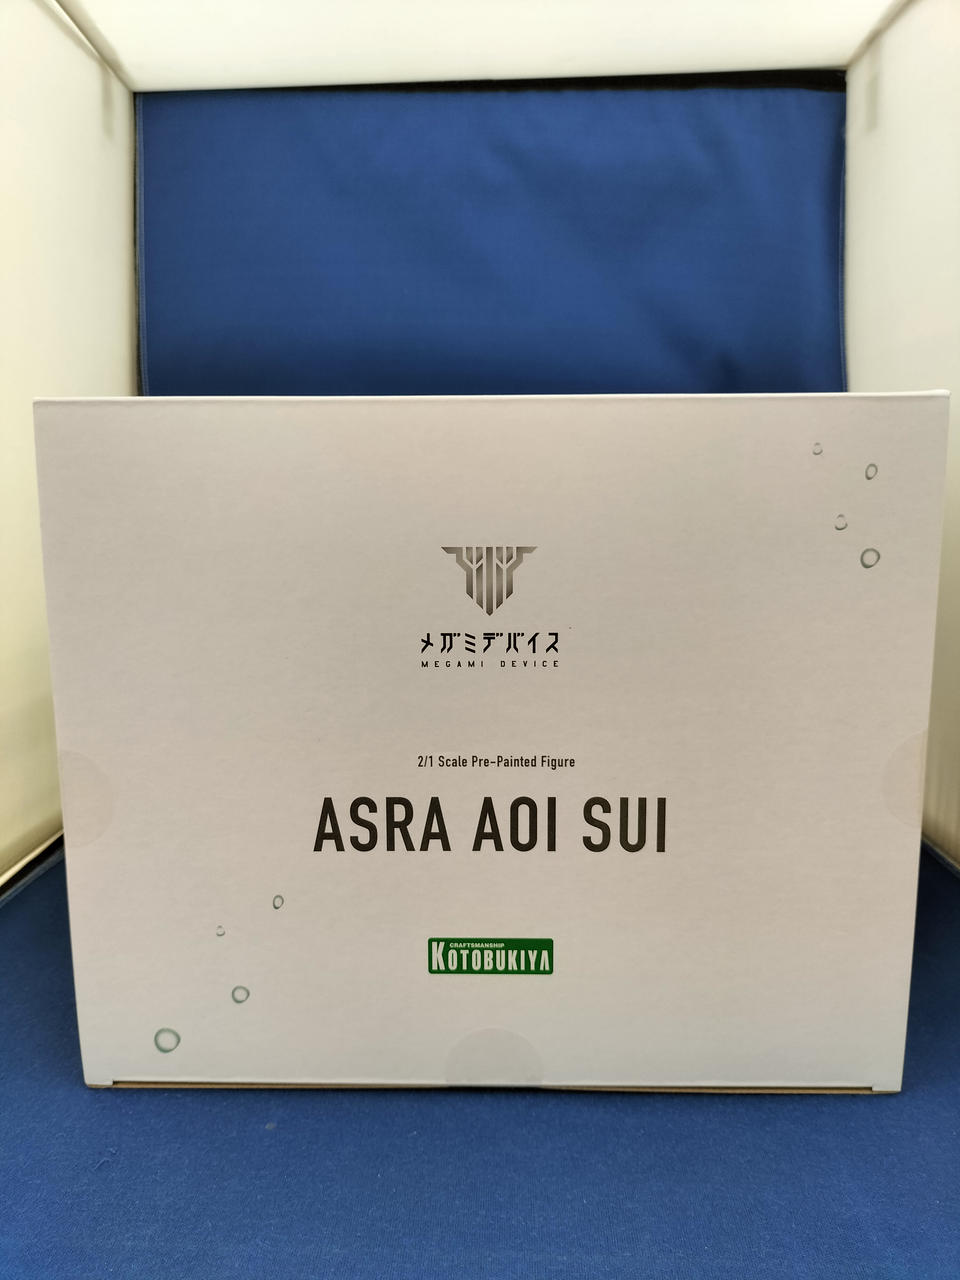 メガミデバイス
MEGAMI DEVICE
2/1 Scale Pre-Painted Figure
ASRA AOI SUI
CRAFTSMANSHIP
KOTOBUKIYA